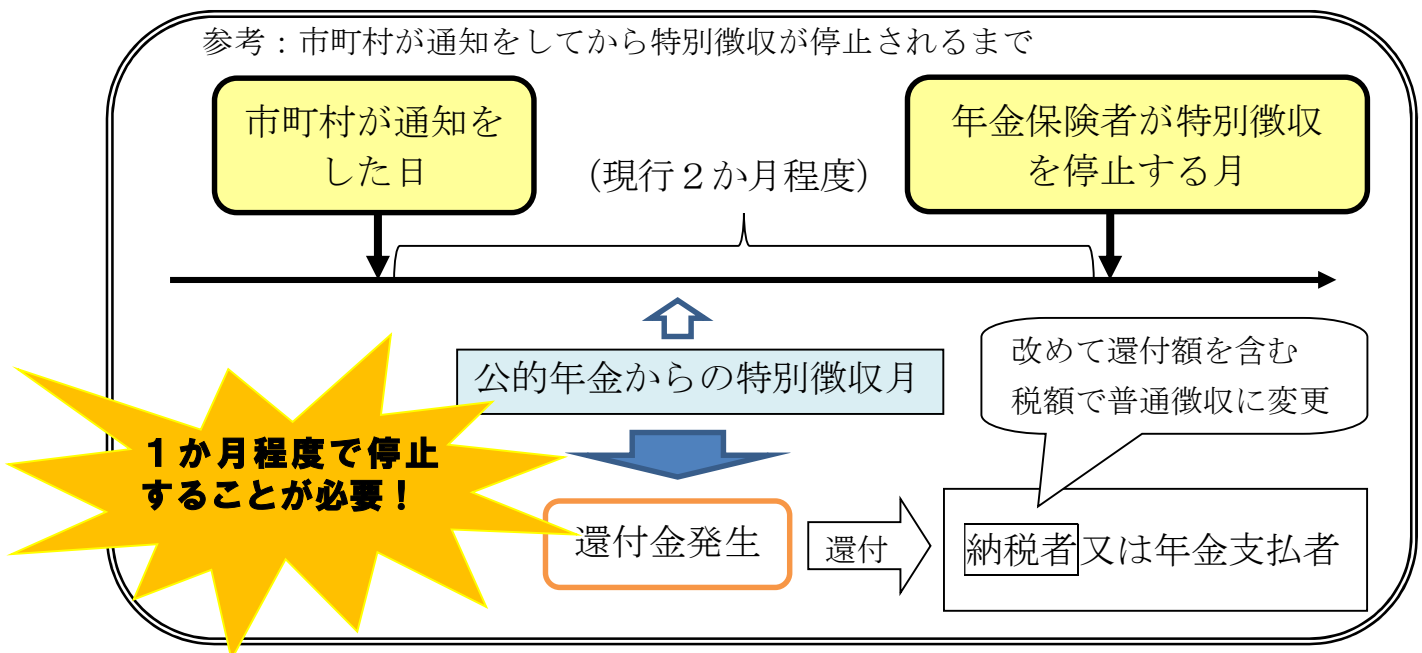 参考：市町村が通知をしてから特別徴収が停止されるまで
市町村が通知を
した日
（現行２か月程度）
年金保険者が特別徴収
を停止する月
公的年金からの特別徴収月
改めて還付額を含む
税額で普通徴収に変更
１か月程度で停止
することが必要！
還付金発生
還付
納税者又は年金支払者